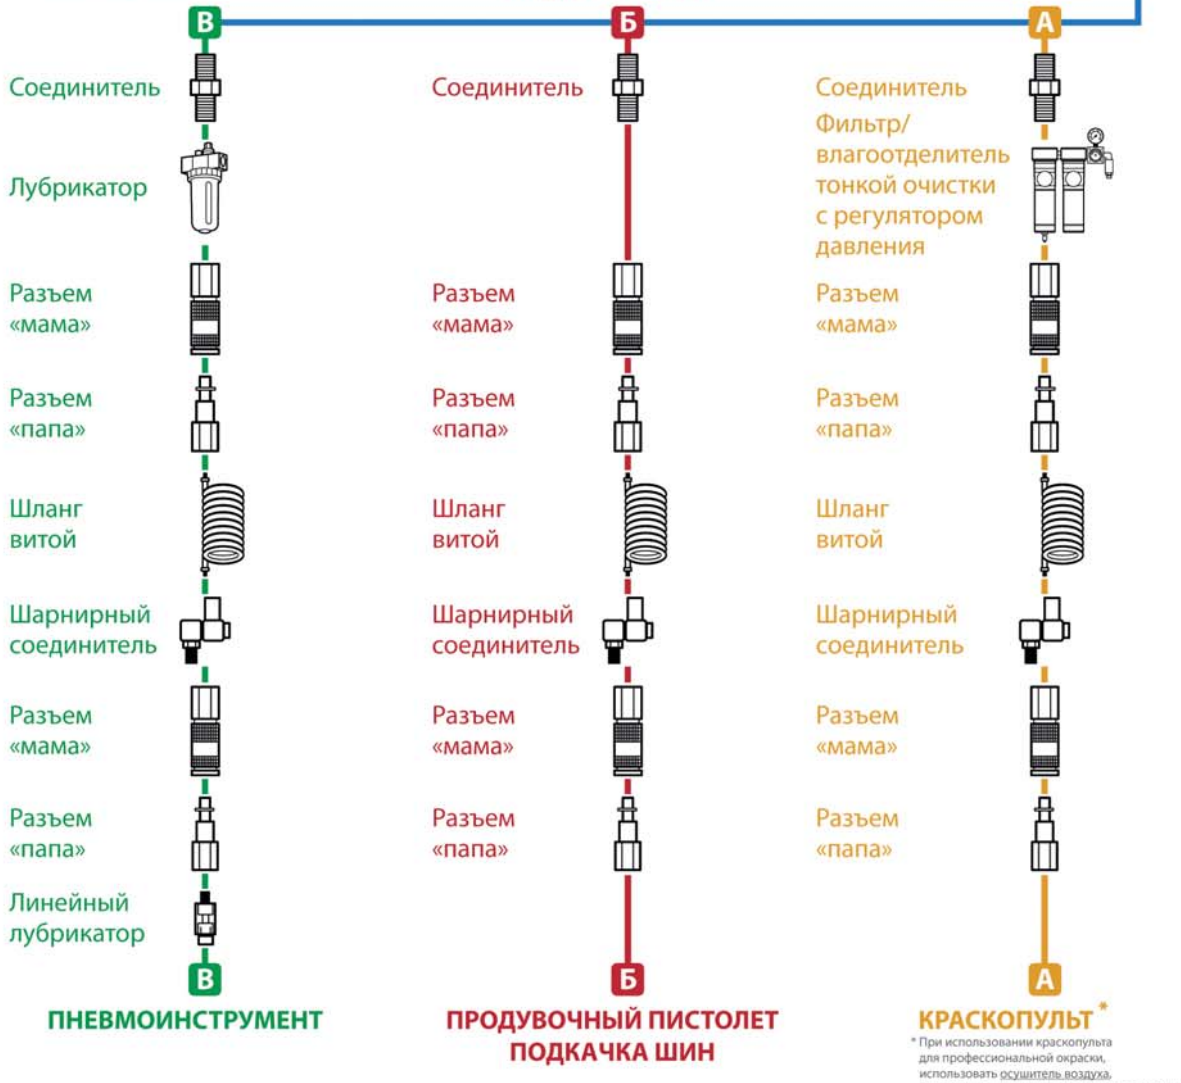 В
Соединитель
Лубрикатор
Разъем
«мама»
Разъем
«папа»
Шланг
витой
Шарнирный
соединитель
Разъем
«мама»
Разъем
«папа»
Линейный
лубрикатор
В
ПНЕВМОИНСТРУМЕНТ
Б
Соединитель
Разъем
«мама»
Разъем
«папа»
Шланг
витой
Шарнирный
соединитель
Разъем
«мама»
Разъем
«папа»
Б
ПРОДУВОЧНЫЙ ПИСТОЛЕТ
ПОДКАЧКА ШИН
А
Соединитель
Фильтр/
влагоотделитель
тонкой очистки
с регулятором
давления
Разъем
«мама»
Разъем
«папа»
Шланг
витой
Шарнирный
соединитель
Разъем
«мама»
Разъем
«папа»
А
КРАСКОПУЛЬТ *
* При использовании краскопульта
для профессиональной окраски,
использовать осушитель воздуха.